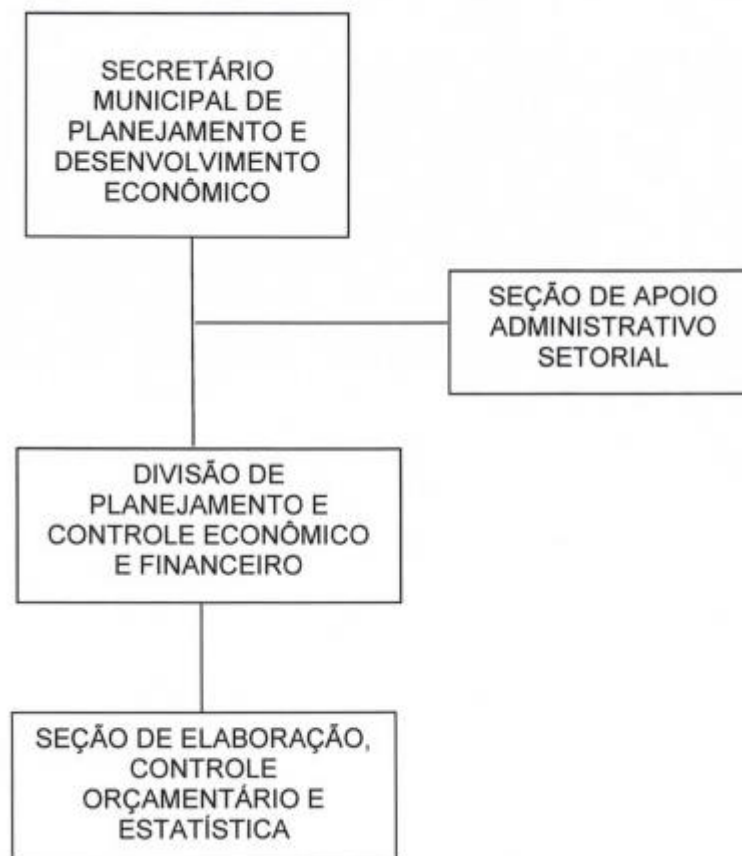 SECRETÁRIO
MUNICIPAL DE
PLANEJAMENTO E
DESENVOLVIMENTO
ECONÔMICO
SEÇÃO DE APOIO
ADMINISTRATIVO
SETORIAL
DIVISÃO DE
PLANEJAMENTO E
CONTROLE ECONÔMICO
E FINANCEIRO
SEÇÃO DE ELABORAÇÃO,
CONTROLE
ORÇAMENTÁRIO E
ESTATÍSTICA